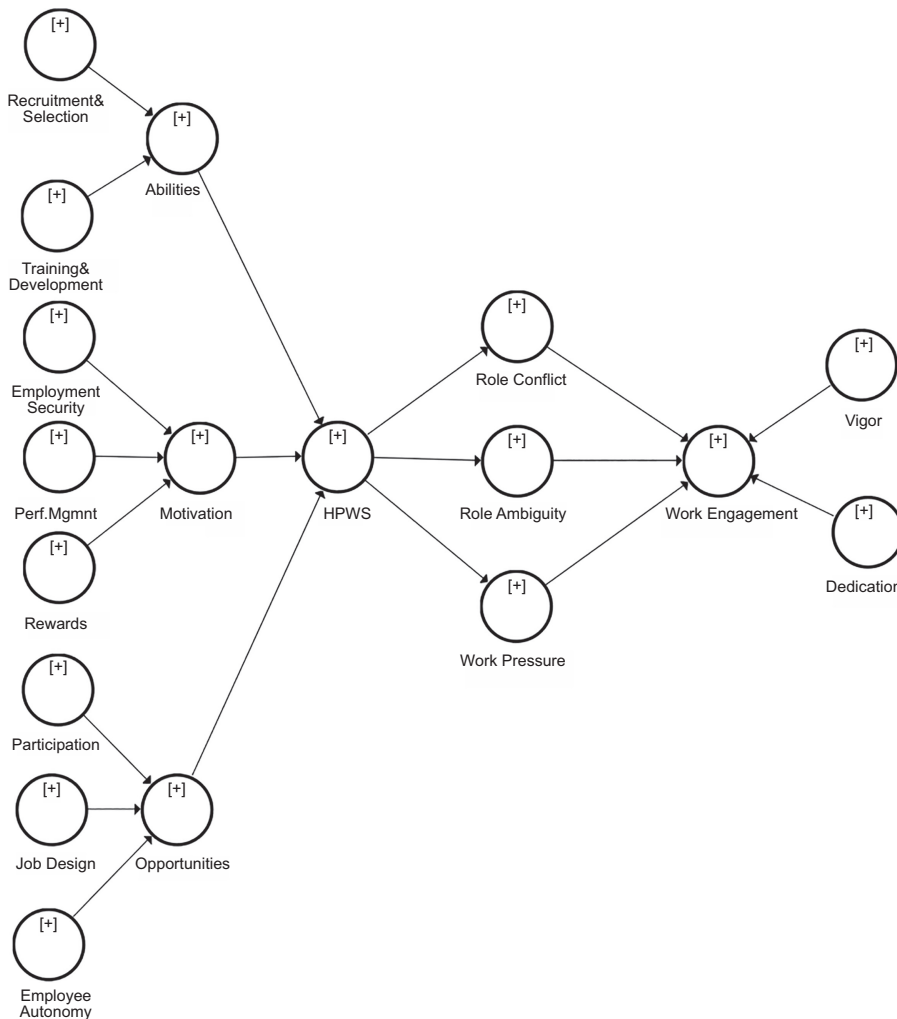 [+]
Recruitment&
Selection
[+]
Abilities
[+]
Training&
Development
[+]
Employment
Security
[+]
Perf.Mgmnt
[+]
Motivation
[+]
Rewards
[+]
HPWS
[+]
Role Conflict
[+]
Role Ambiguity
[+]
Work Pressure
[+]
Work Engagement
[+]
Vigor
[+]
Dedication
[+]
Participation
[+]
Job Design
[+]
Opportunities
[+]
Employee
Autonomy